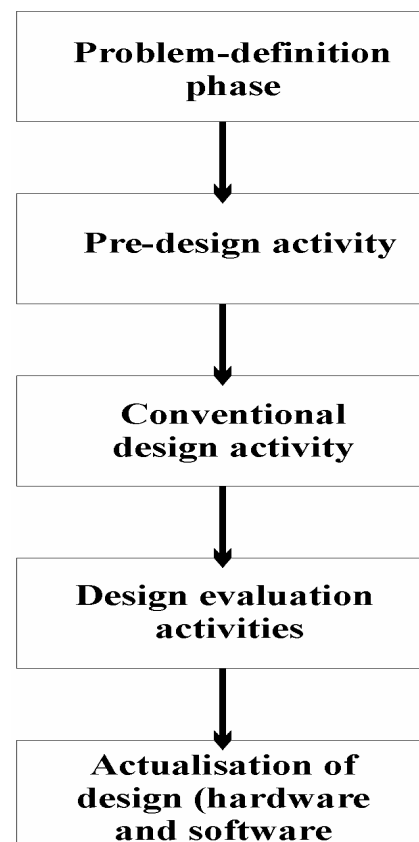 Problem-definition
phase
Pre-design activity
Conventional
design activity
Design evaluation
activities
Actualisation of
design (hardware
and software